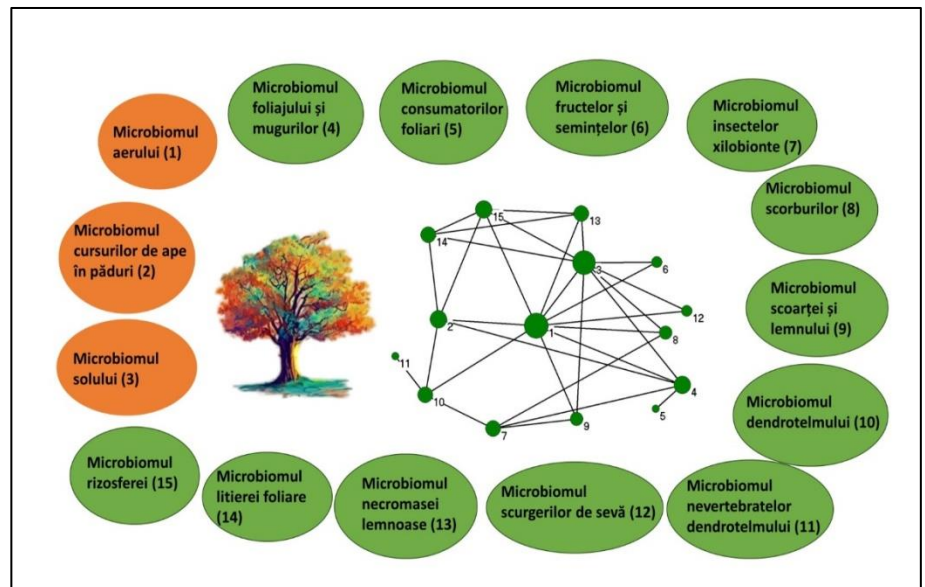 Microbiomul
aerului (1)
Microbiomul
foliajului și
mugurilor (4)
Microbiomul
consumatorilor
foliari (5)
Microbiomul
fructelor și
semințelor (6)
Microbiomul
insectelor
xilobionte (7)
Microbiomul
scorburilor (8)
Microbiomul
cursurilor de ape
în păduri (2)
Microbiomul
scoarței și
lemnului (9)
Microbiomul
solului (3)
Microbiomul
dendrotelmului (10)
Microbiomul
rizosferei (15)
Microbiomul
litierei foliare
(14)
Microbiomul
necromasei
lemnoase (13)
Microbiomul
scurgerilor de sevă (12)
Microbiomul
nevertebratelor
dendrotelmului (11)
15
13
14
3
6
12
2
1
8
11
10
4
5
7
9